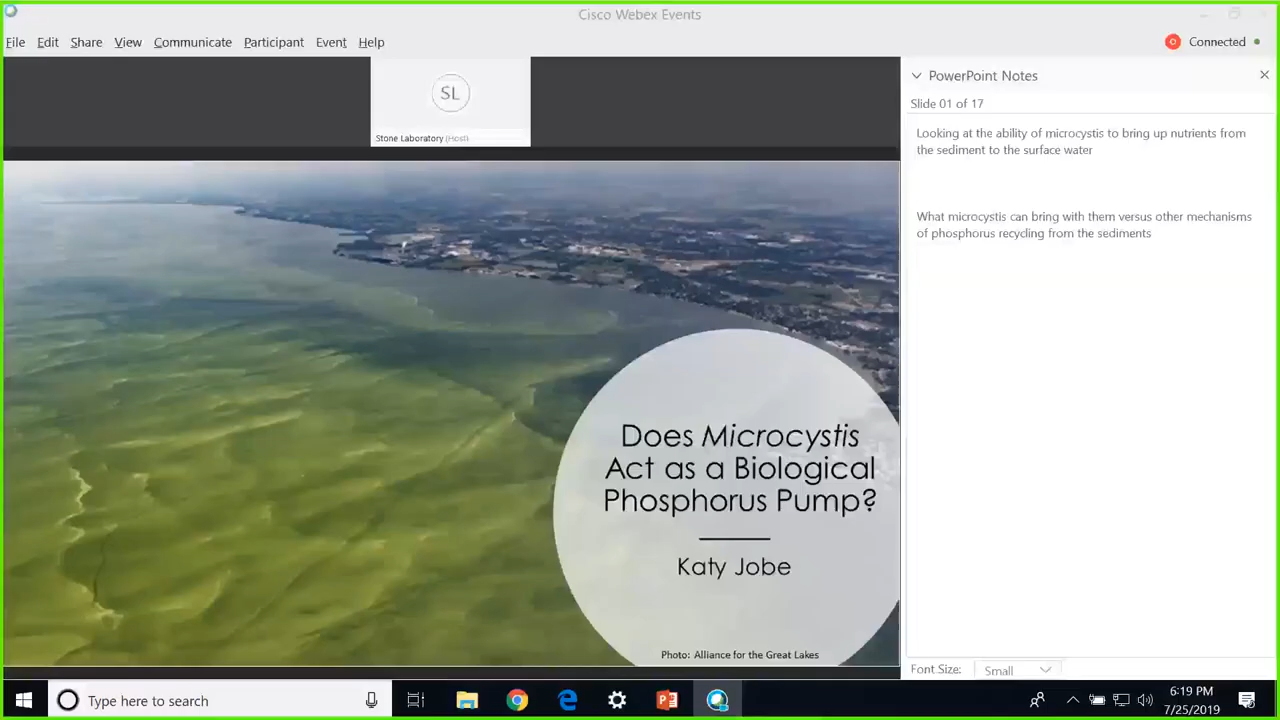 Cisco Webex Events
File Edit Share View Communicate Participant Event Help
Connected
SL
Stone Laboratory (Host)
PowerPoint Notes
Slide 01 of 17
Looking at the ability of microcystis to bring up nutrients from
the sediment to the surface water
What microcystis can bring with them versus other mechanisms
of phosphorus recycling from the sediments
Does Microcystis
Act as a Biological
Phosphorus Pump?
Katy Jobe
Photo: Alliance for the Great Lakes
Font Size: Small
Type here to search
6:19 PM
7/25/2019